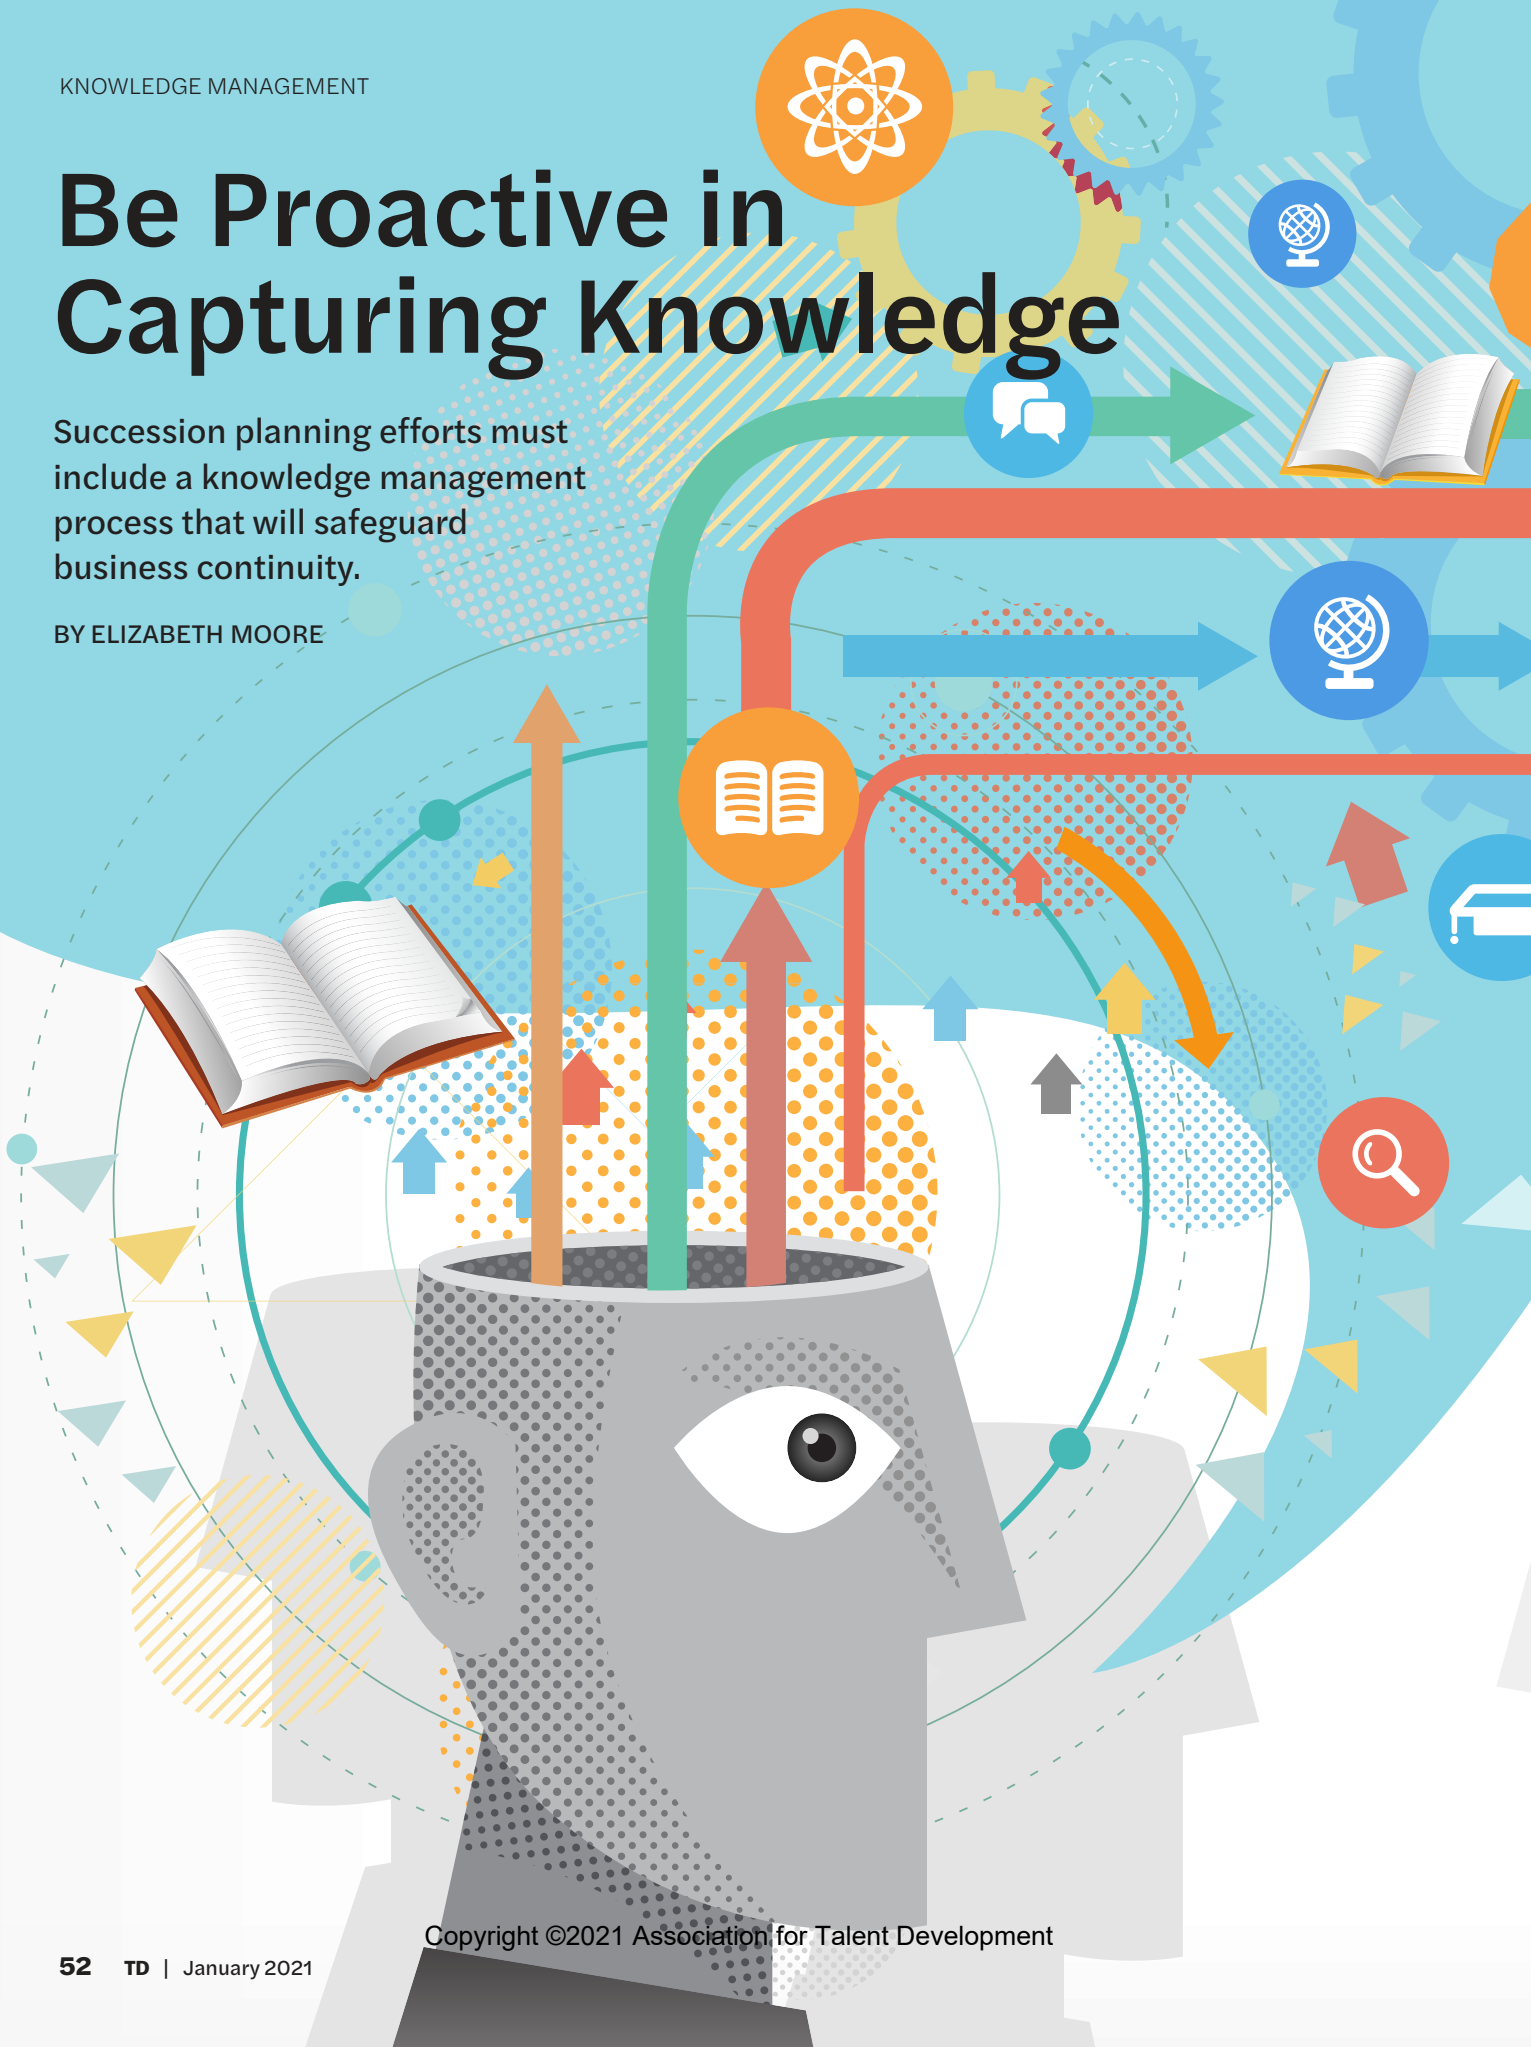 KNOWLEDGE MANAGEMENT
Be Proactive in
Capturing Knowledge
Succession planning efforts must
include a knowledge management
process that will safeguard
business continuity.
BY ELIZABETH MOORE
Copyright ©2021 Association for Talent Development
52 TD | January 2021